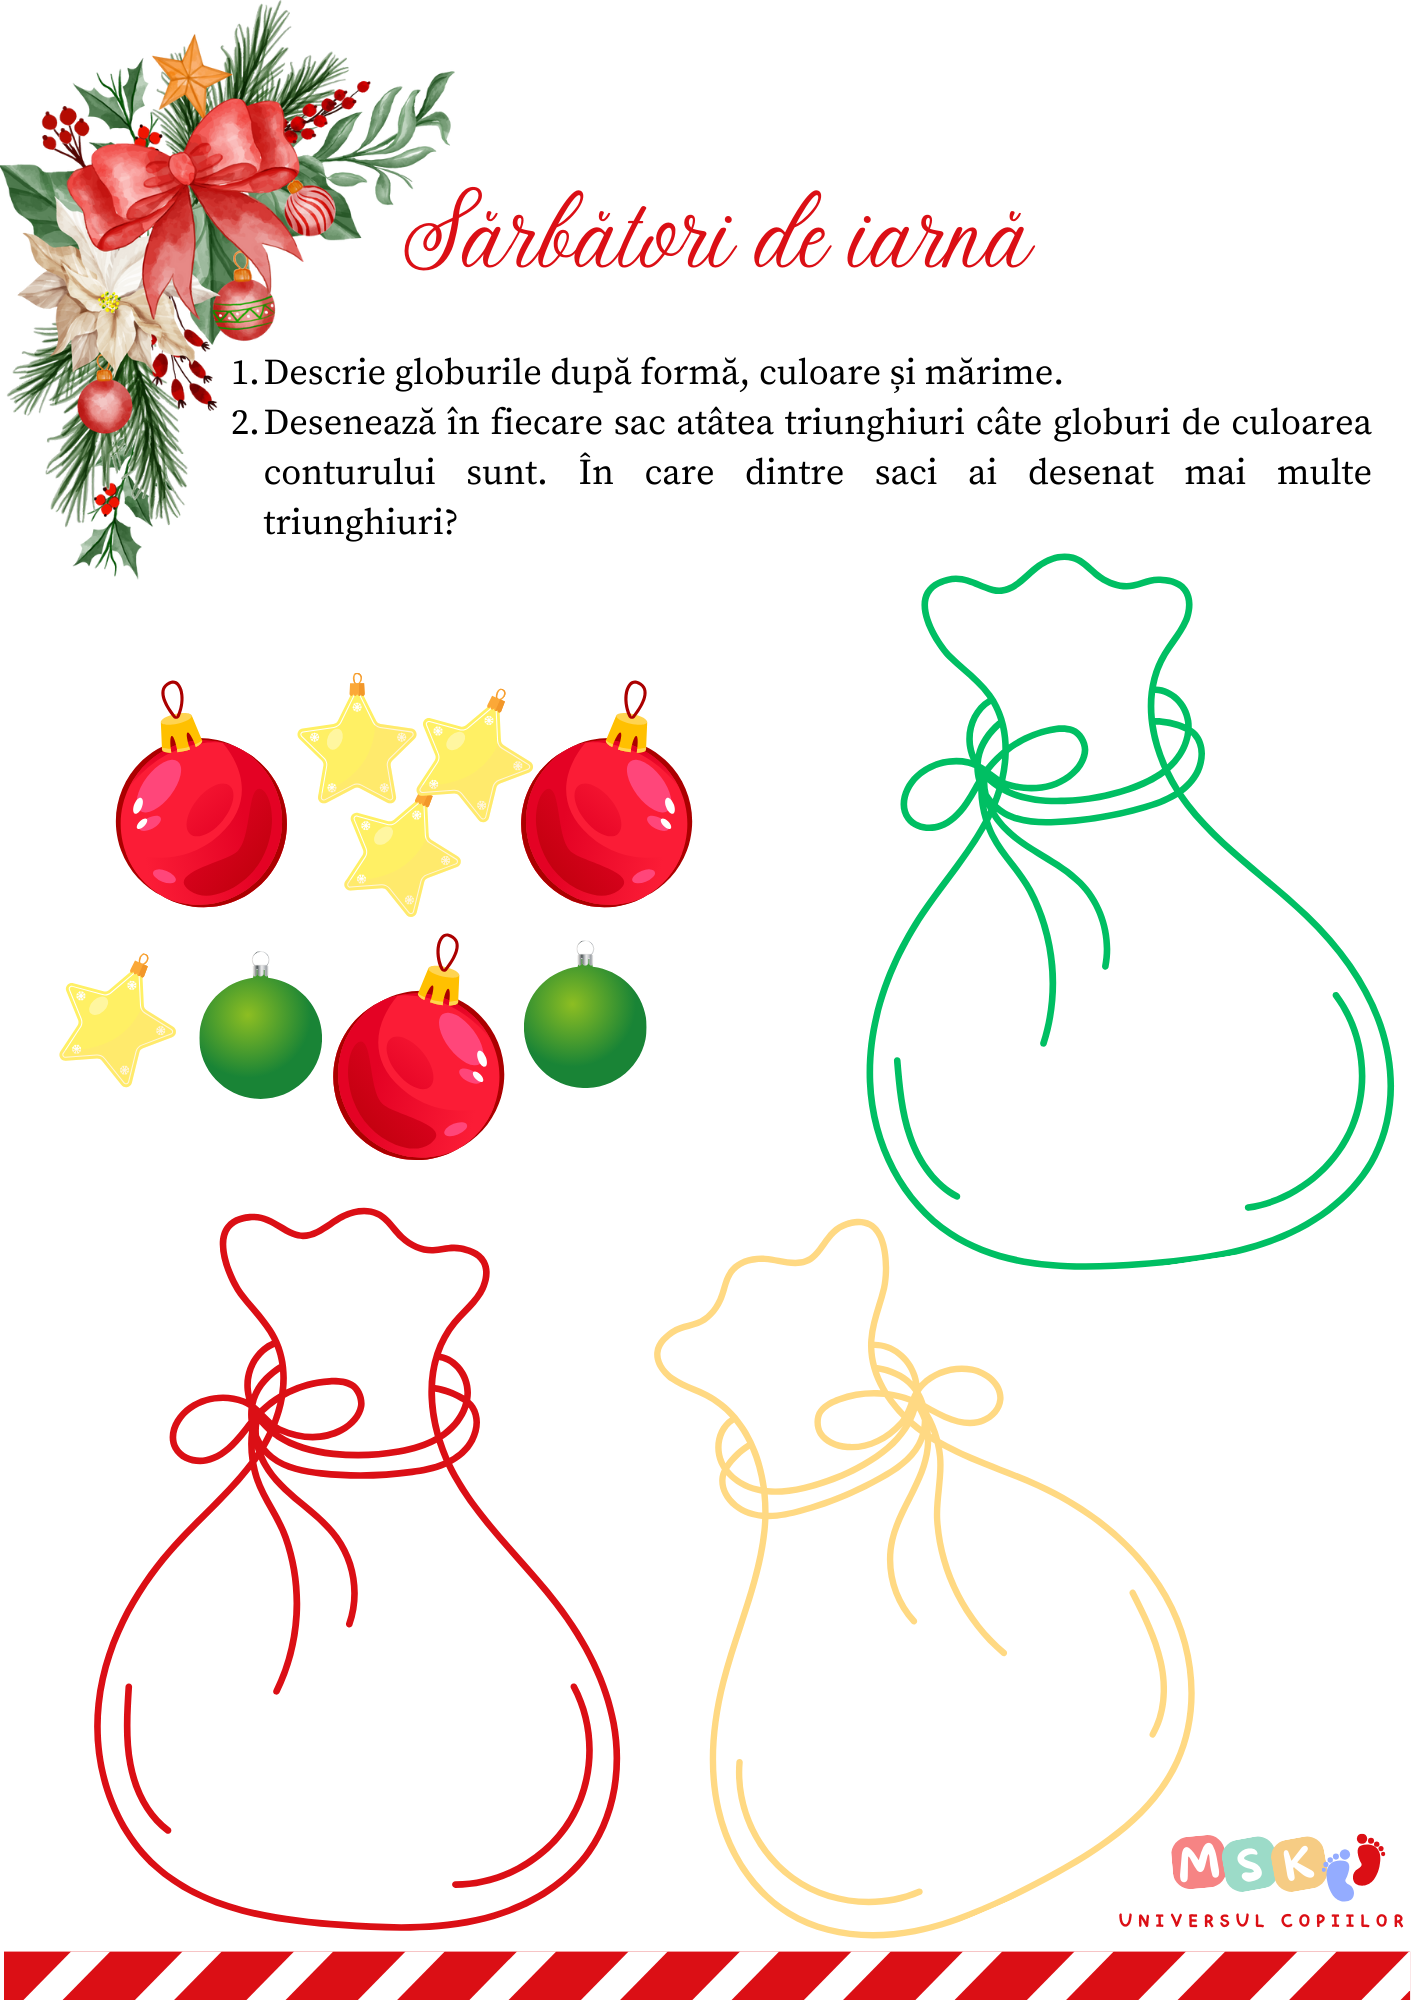 Sărbători de iarnă
1. Descrie globurile după formă, culoare și mărime.
2. Desenează în fiecare sac atâtea triunghiuri câte globuri de culoarea
conturului sunt. În care dintre saci ai desenat mai multe
triunghiuri?
MSK
UNIVERSUL COPIILOR